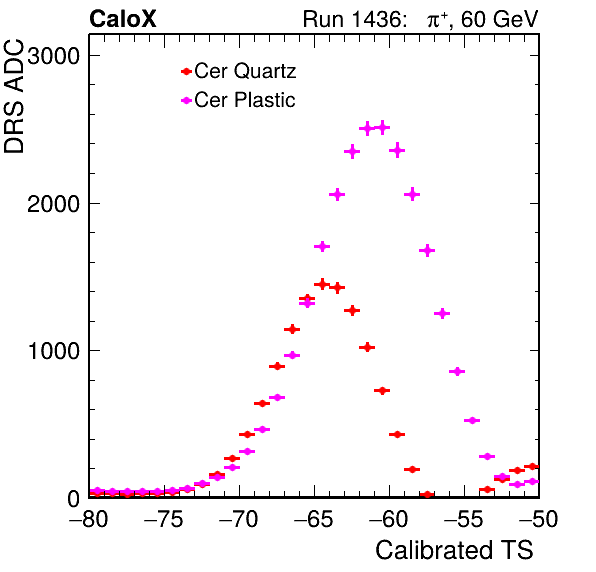 CaloX Run 1436: π⁺, 60 GeV
DRS ADC
Cer Quartz
Cer Plastic
3000
2000
1000
0
−80 −75 −70 −65 −60 −55 −50
Calibrated TS